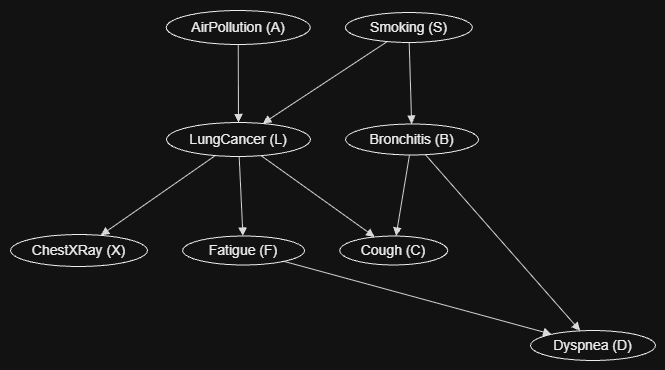 AirPollution (A)
Smoking (S)
LungCancer (L)
Bronchitis (B)
ChestXRay (X)
Fatigue (F)
Cough (C)
Dyspnea (D)